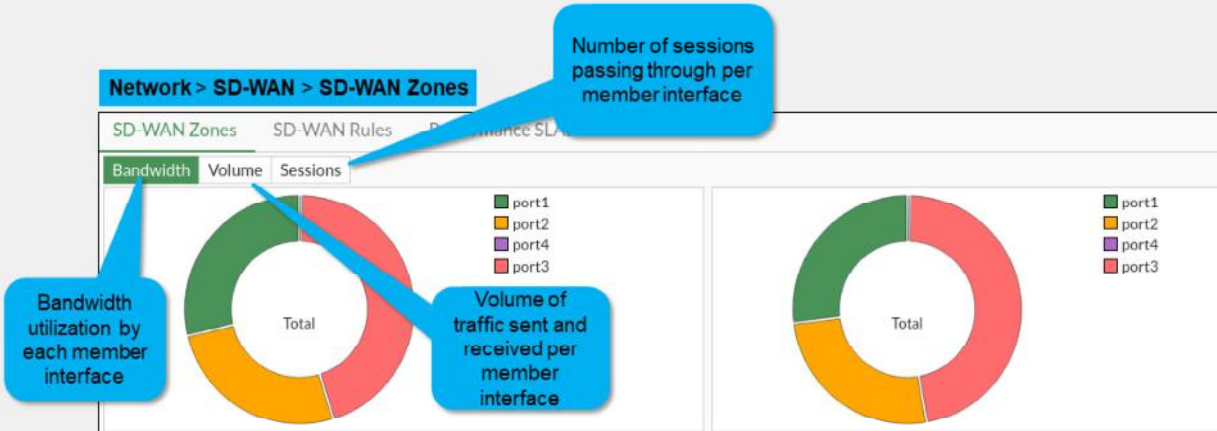 Number of sessions
passing through per
member interface
Network > SD-WAN > SD-WAN Zones
SD-WAN Zones SD-WAN Rules
Bandwidth Volume Sessions
port1
port2
port4
port3
Total
port1
port2
port4
port3
Total
Bandwidth
utilization by
each member
interface
Volume of
traffic sent and
received per
member
interface